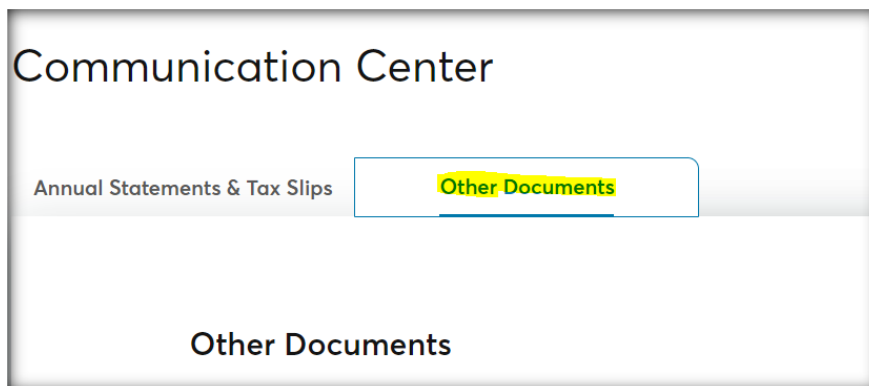 Communication Center
Annual Statements & Tax Slips Other Documents
Other Documents